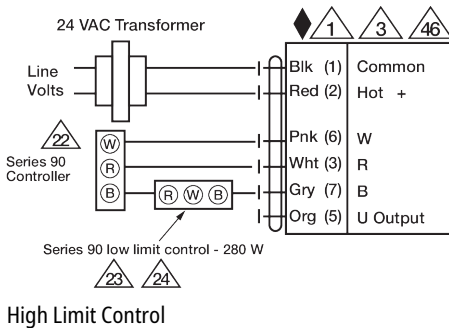 24 VAC Transformer
1 3 46
Line
Volts
Blk (1) Common
Red (2) Hot +
22
Series 90
Controller
W
R
B
R W B
Pnk (6) W
Wht (3) R
Gry (7) B
Org (5) U Output
Series 90 low limit control - 280 W
23 24
High Limit Control